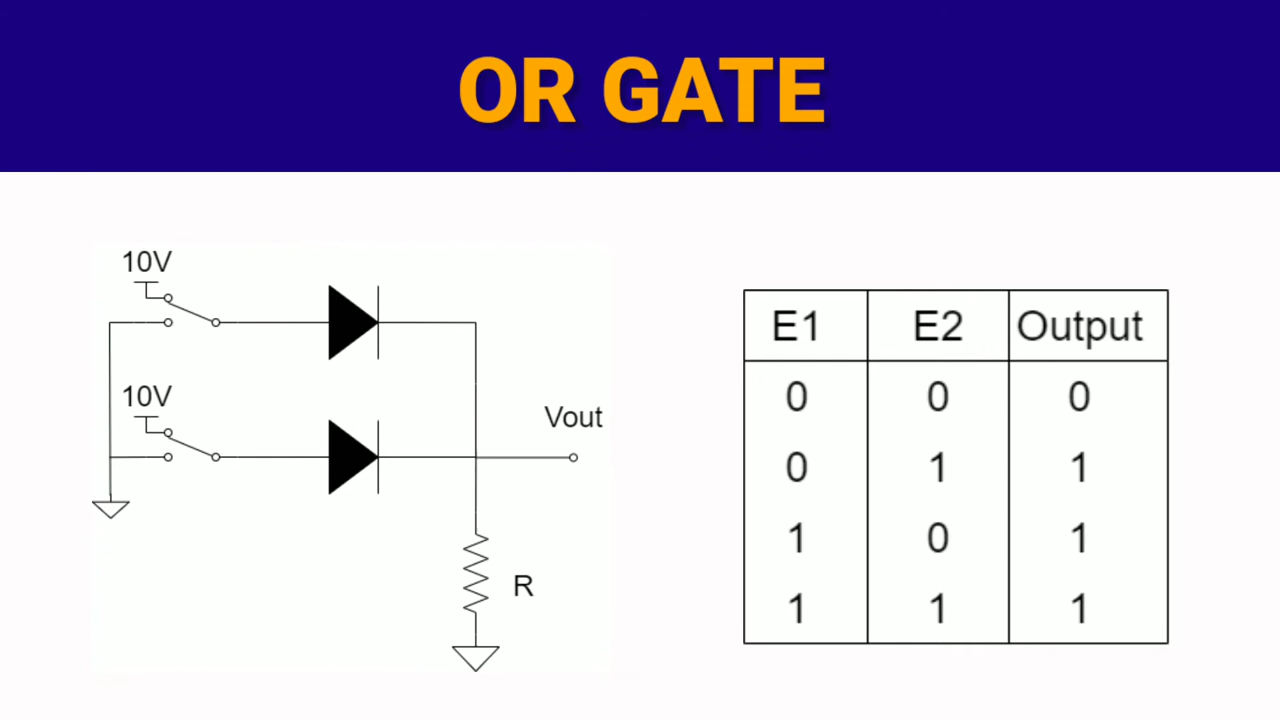 OR GATE
10V
10V
Vout
R
E1 E2 Output
0 0 0
0 1 1
1 0 1
1 1 1